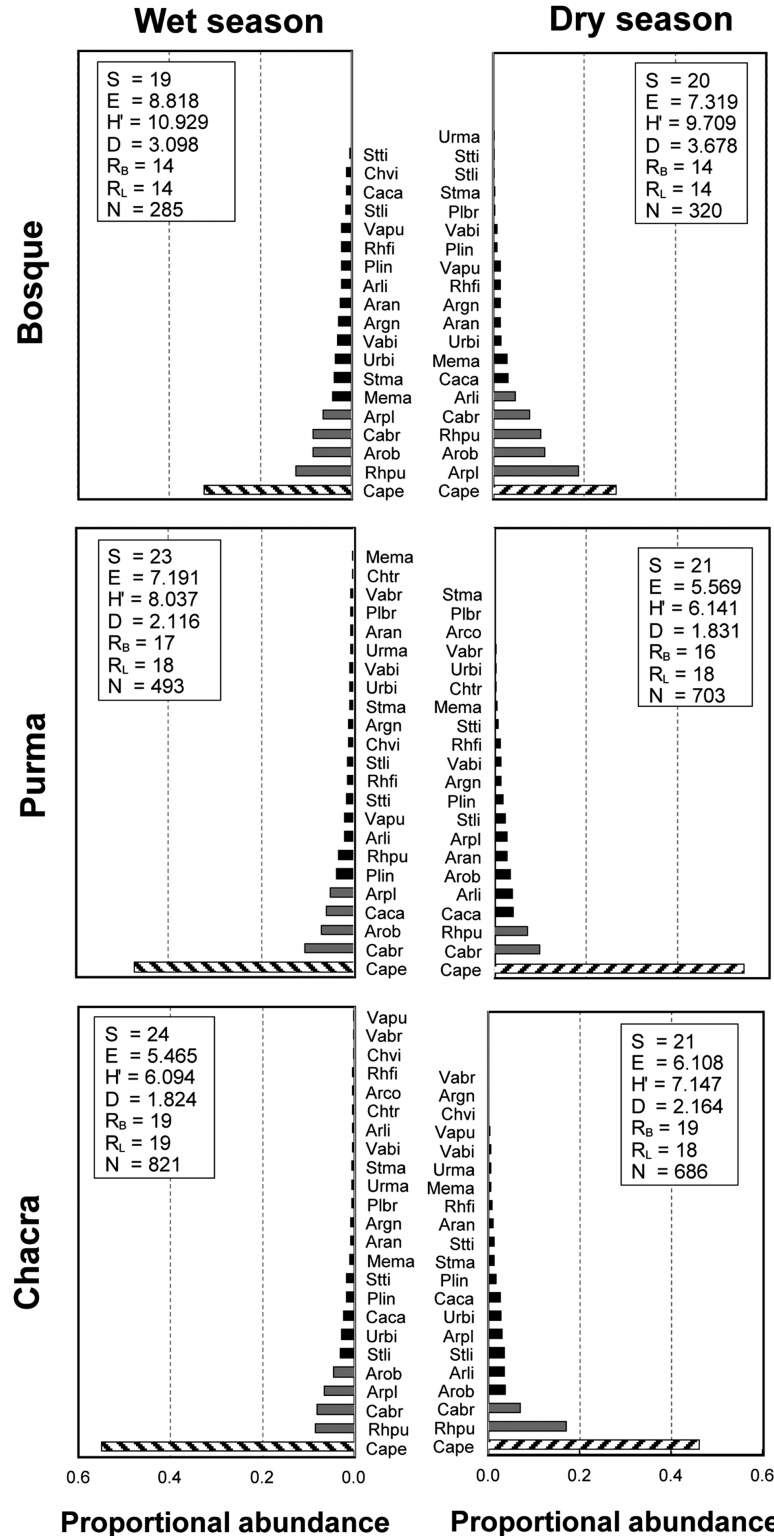 Wet season
Dry season
Bosque
S = 19
E = 8.818
H' = 10.929
D = 3.098
RB = 14
RL = 14
N = 285
Stti
Chvi
Caca
Stli
Vapu
Rhfi
Plin
Arli
Aran
Argn
Vabi
Urbi
Stma
Mema
Arpl
Cabr
Arob
Rhpu
Cape
S = 20
E = 7.319
H' = 9.709
D = 3.678
RB = 14
RL = 14
N = 320
Urma
Stti
Stli
Stma
Plbr
Vabi
Plin
Vapu
Rhfi
Argn
Aran
Urbi
Mema
Caca
Arli
Cabr
Rhpu
Arob
Arpl
Cape
Purma
S = 23
E = 7.191
H' = 8.037
D = 2.116
RB = 17
RL = 18
N = 493
Mema
Chtr
Vabr
Plbr
Aran
Urma
Vabi
Urbi
Stma
Argn
Chvi
Stli
Rhfi
Stti
Vapu
Arli
Rhpu
Plin
Arpl
Caca
Arob
Cabr
Cape
S = 21
E = 5.569
H' = 6.141
D = 1.831
RB = 16
RL = 18
N = 703
Stma
Plbr
Arco
Vabr
Urbi
Chtr
Mema
Stti
Rhfi
Vabi
Argn
Plin
Stli
Arpl
Aran
Arob
Arli
Caca
Rhpu
Cabr
Cape
Chacra
S = 24
E = 5.465
H' = 6.094
D = 1.824
RB = 19
RL = 19
N = 821
Vapu
Vabr
Chvi
Rhfi
Arco
Chtr
Arli
Vabi
Stma
Urma
Plbr
Argn
Aran
Mema
Stti
Plin
Caca
Urbi
Stli
Arob
Arpl
Cabr
Rhpu
Cape
S = 21
E = 6.108
H' = 7.147
D = 2.164
RB = 19
RL = 18
N = 686
Vabr
Argn
Chvi
Vapu
Vabi
Urma
Mema
Rhfi
Aran
Stti
Stma
Plin
Caca
Urbi
Arpl
Stli
Arli
Arob
Cabr
Rhpu
Cape
0.6 0.4 0.2 0.0
0.0 0.2 0.4 0.6
Proportional abundance
Proportional abundance